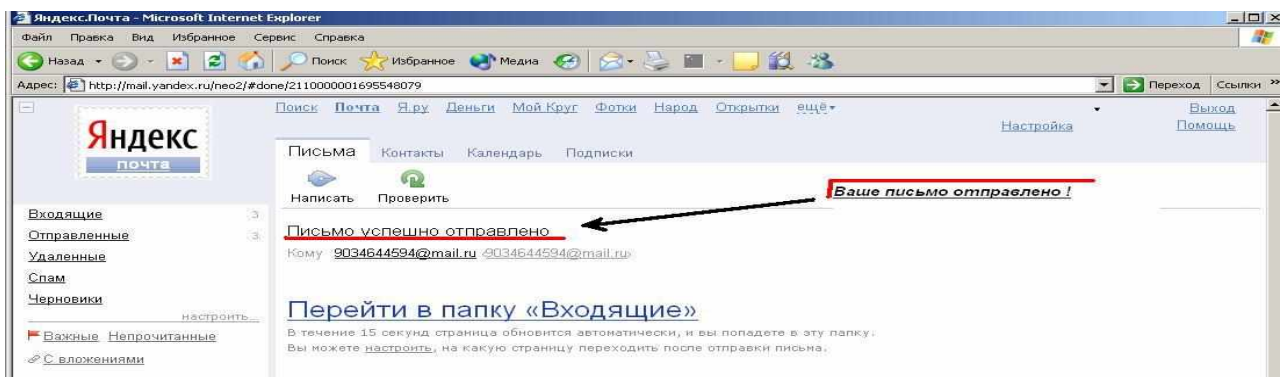 Яндекс.Почта - Microsoft Internet Explorer
Файл Правка Вид Избранное Сервис Справка
Назад Поиск Избранное Медиа
Адрес: http://mail.yandex.ru/neo2/#done/2110000001695548079 Переход Ссылки »
Поиск Почта Я.ру Деньги Мой Круг Фотки Народ Открытки ещё Выход
Настройка Помощь
Яндекс
почта
Письма Контакты Календарь Подписки
Написать Проверить
Ваше письмо отправлено !
Входящие 3
Отправленные 3
Удаленные
Спам
Черновики
настроить...
Важные Непрочитанные
С вложениями
Письмо успешно отправлено
Кому 9034644594@mail.ru <9034644594@mail.ru>
Перейти в папку «Входящие»
В течение 15 секунд страница обновится автоматически, и вы попадете в эту папку.
Вы можете настроить, на какую страницу переходить после отправки письма.